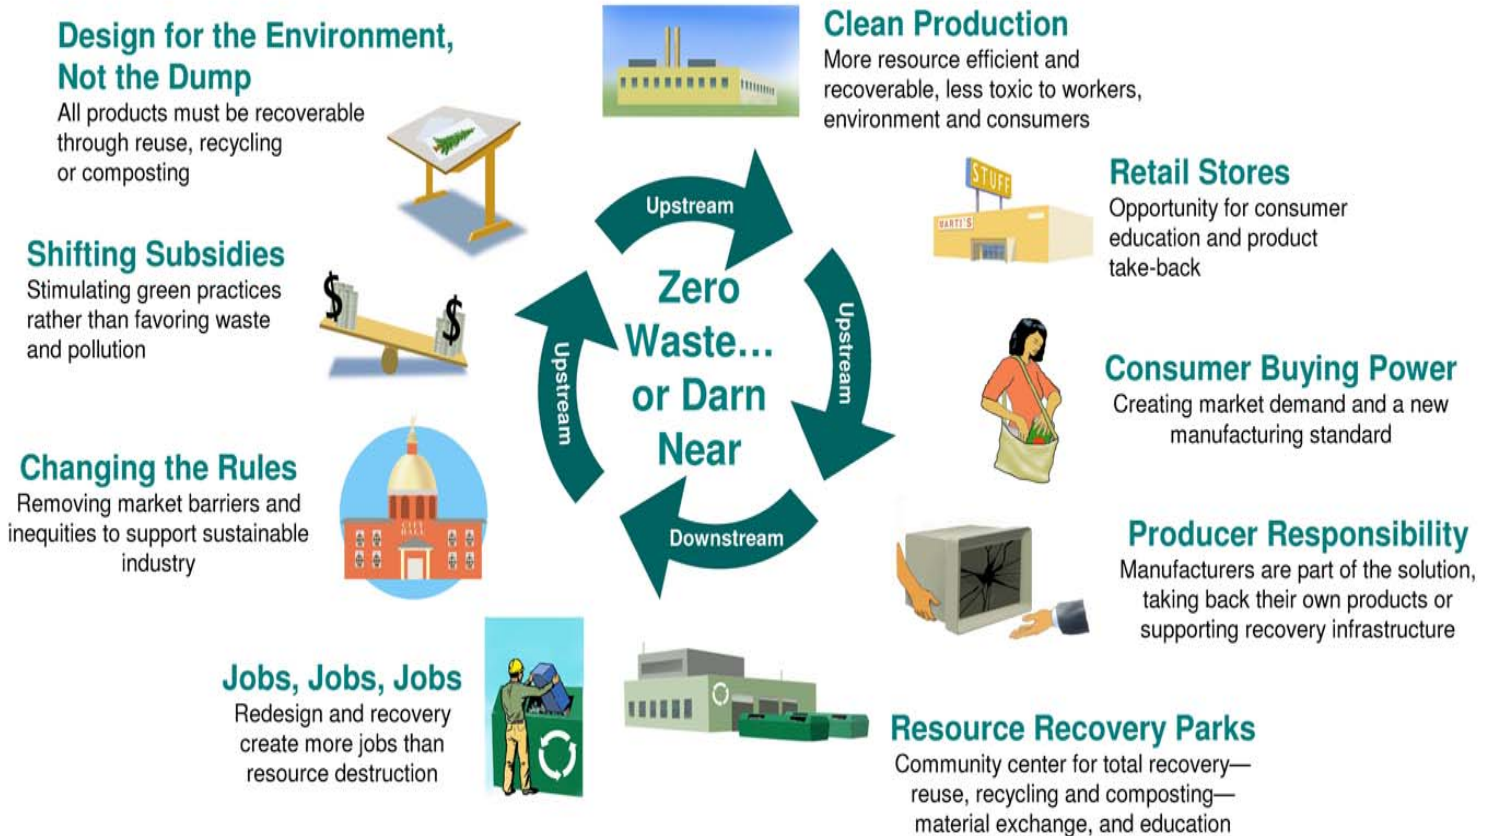 Design for the Environment,
Not the Dump
All products must be recoverable
through reuse, recycling
or composting
Clean Production
More resource efficient and
recoverable, less toxic to workers,
environment and consumers
STUFF
MARTI'S
Retail Stores
Opportunity for consumer
education and product
take-back
Shifting Subsidies
Stimulating green practices
rather than favoring waste
and pollution
$
$
Upstream
Upstream
Upstream
Downstream
Zero
Waste...
or Darn
Near
Consumer Buying Power
Creating market demand and a new
manufacturing standard
Changing the Rules
Removing market barriers and
inequities to support sustainable
industry
CITY
HALL
Producer Responsibility
Manufacturers are part of the solution,
taking back their own products or
supporting recovery infrastructure
Jobs, Jobs, Jobs
Redesign and recovery
create more jobs than
resource destruction
Resource Recovery Parks
Community center for total recovery—
reuse, recycling and composting—
material exchange, and education